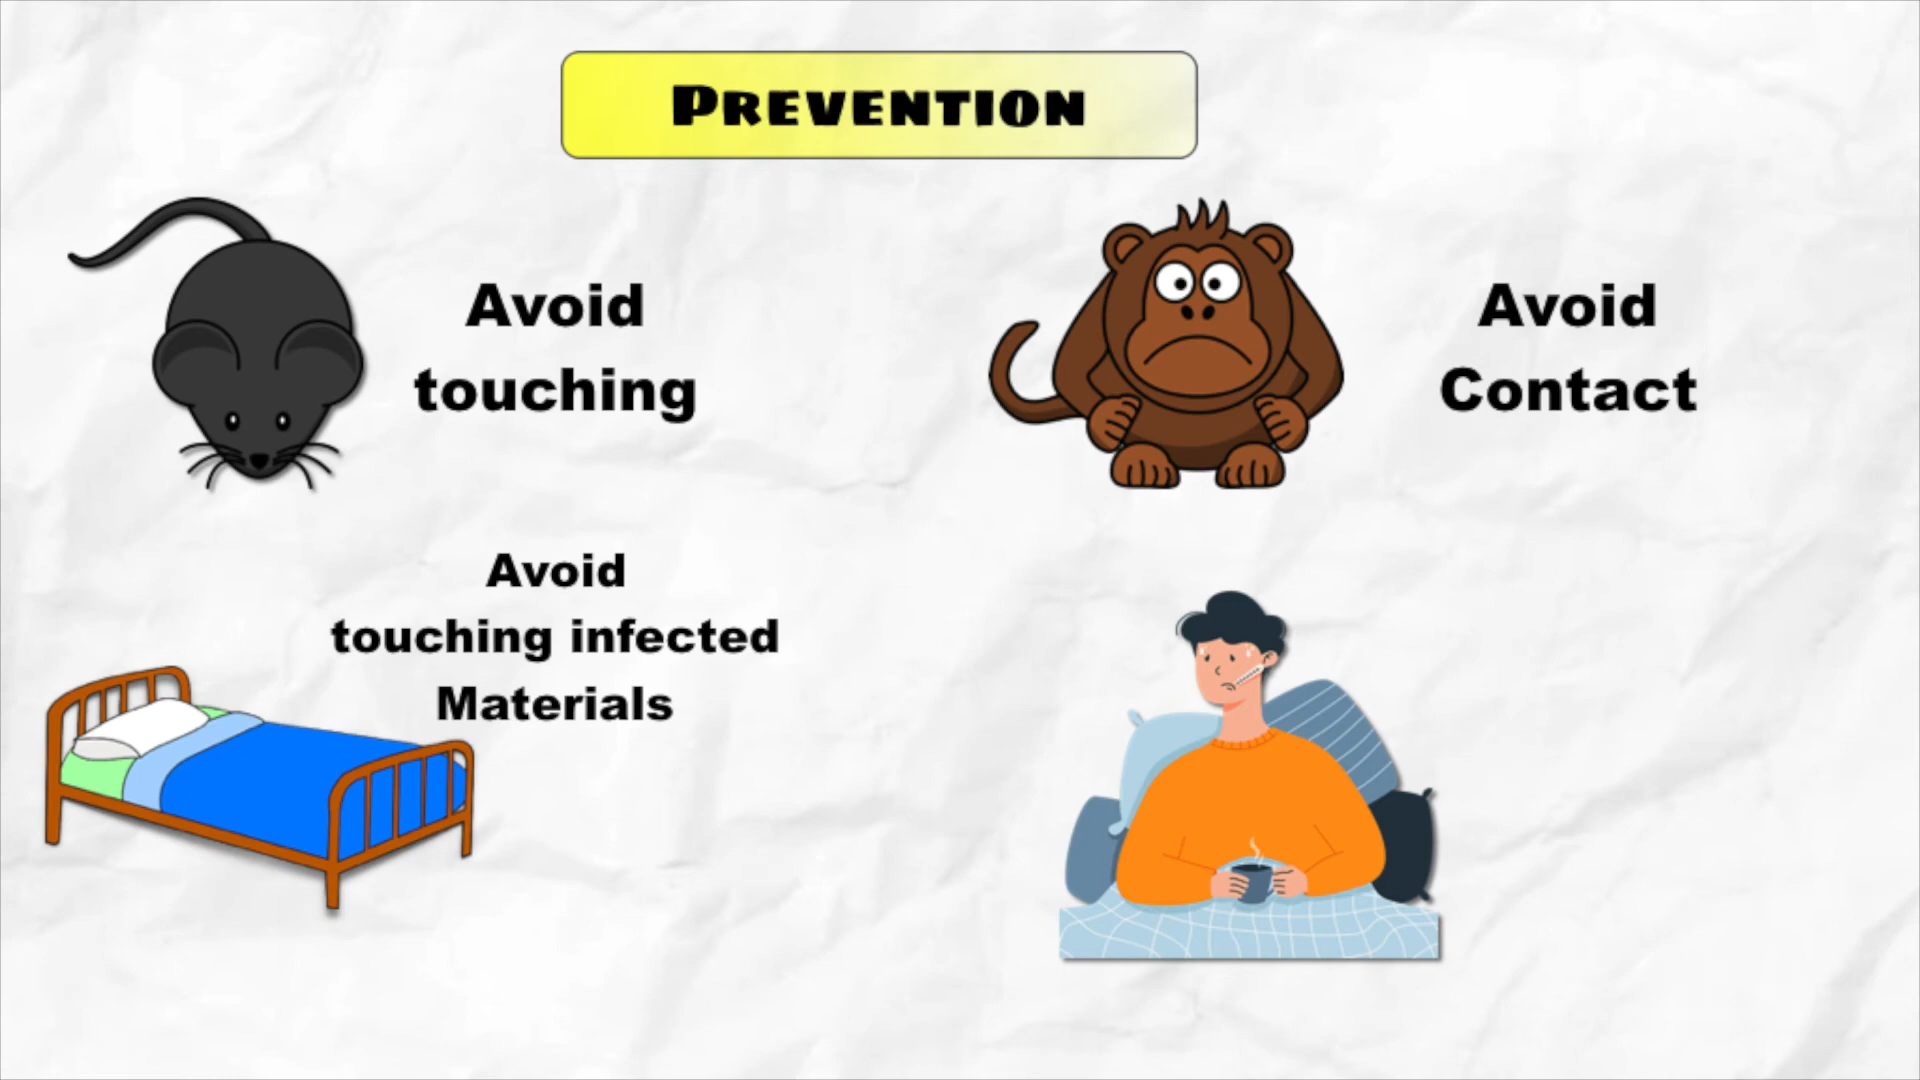 PREVENTION
Avoid
touching
Avoid
Contact
Avoid
touching infected
Materials